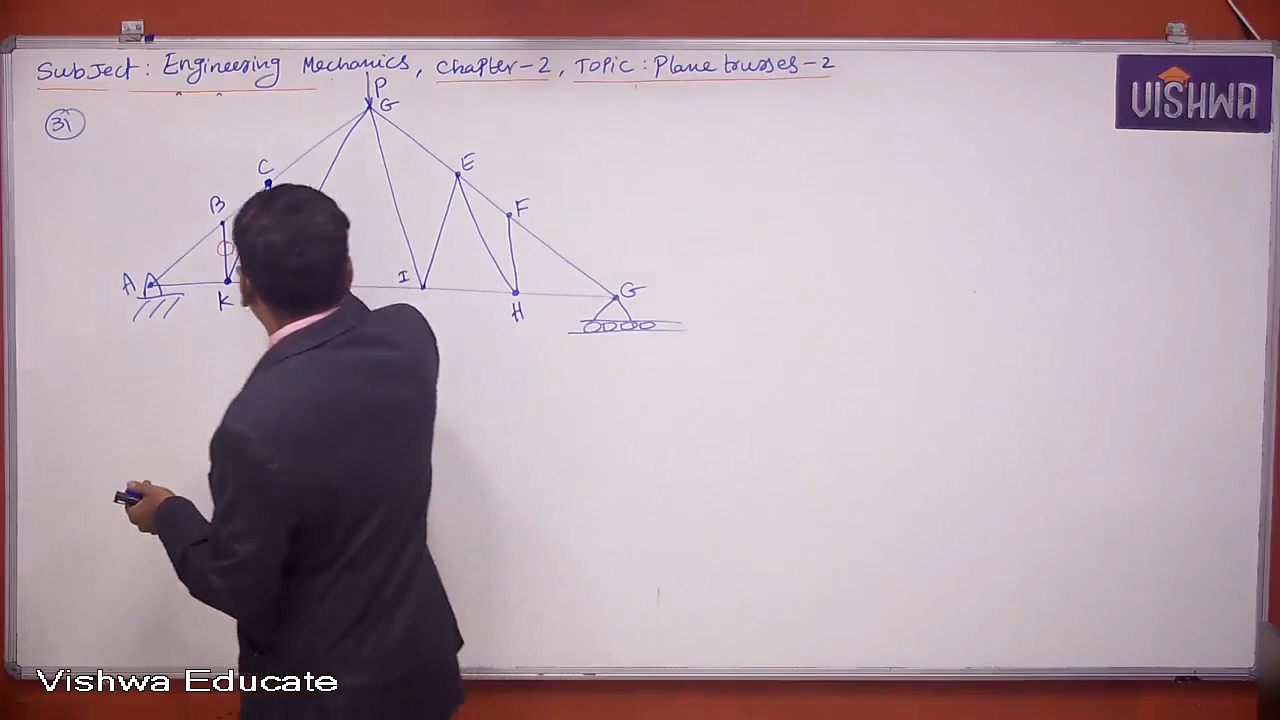 Subject : Engineering Mechanics, Chapter-2, Topic : Plane trusses-2
VISHWA
31
P
G
C
E
B
F
A
K
I
H
G
Vishwa Educate